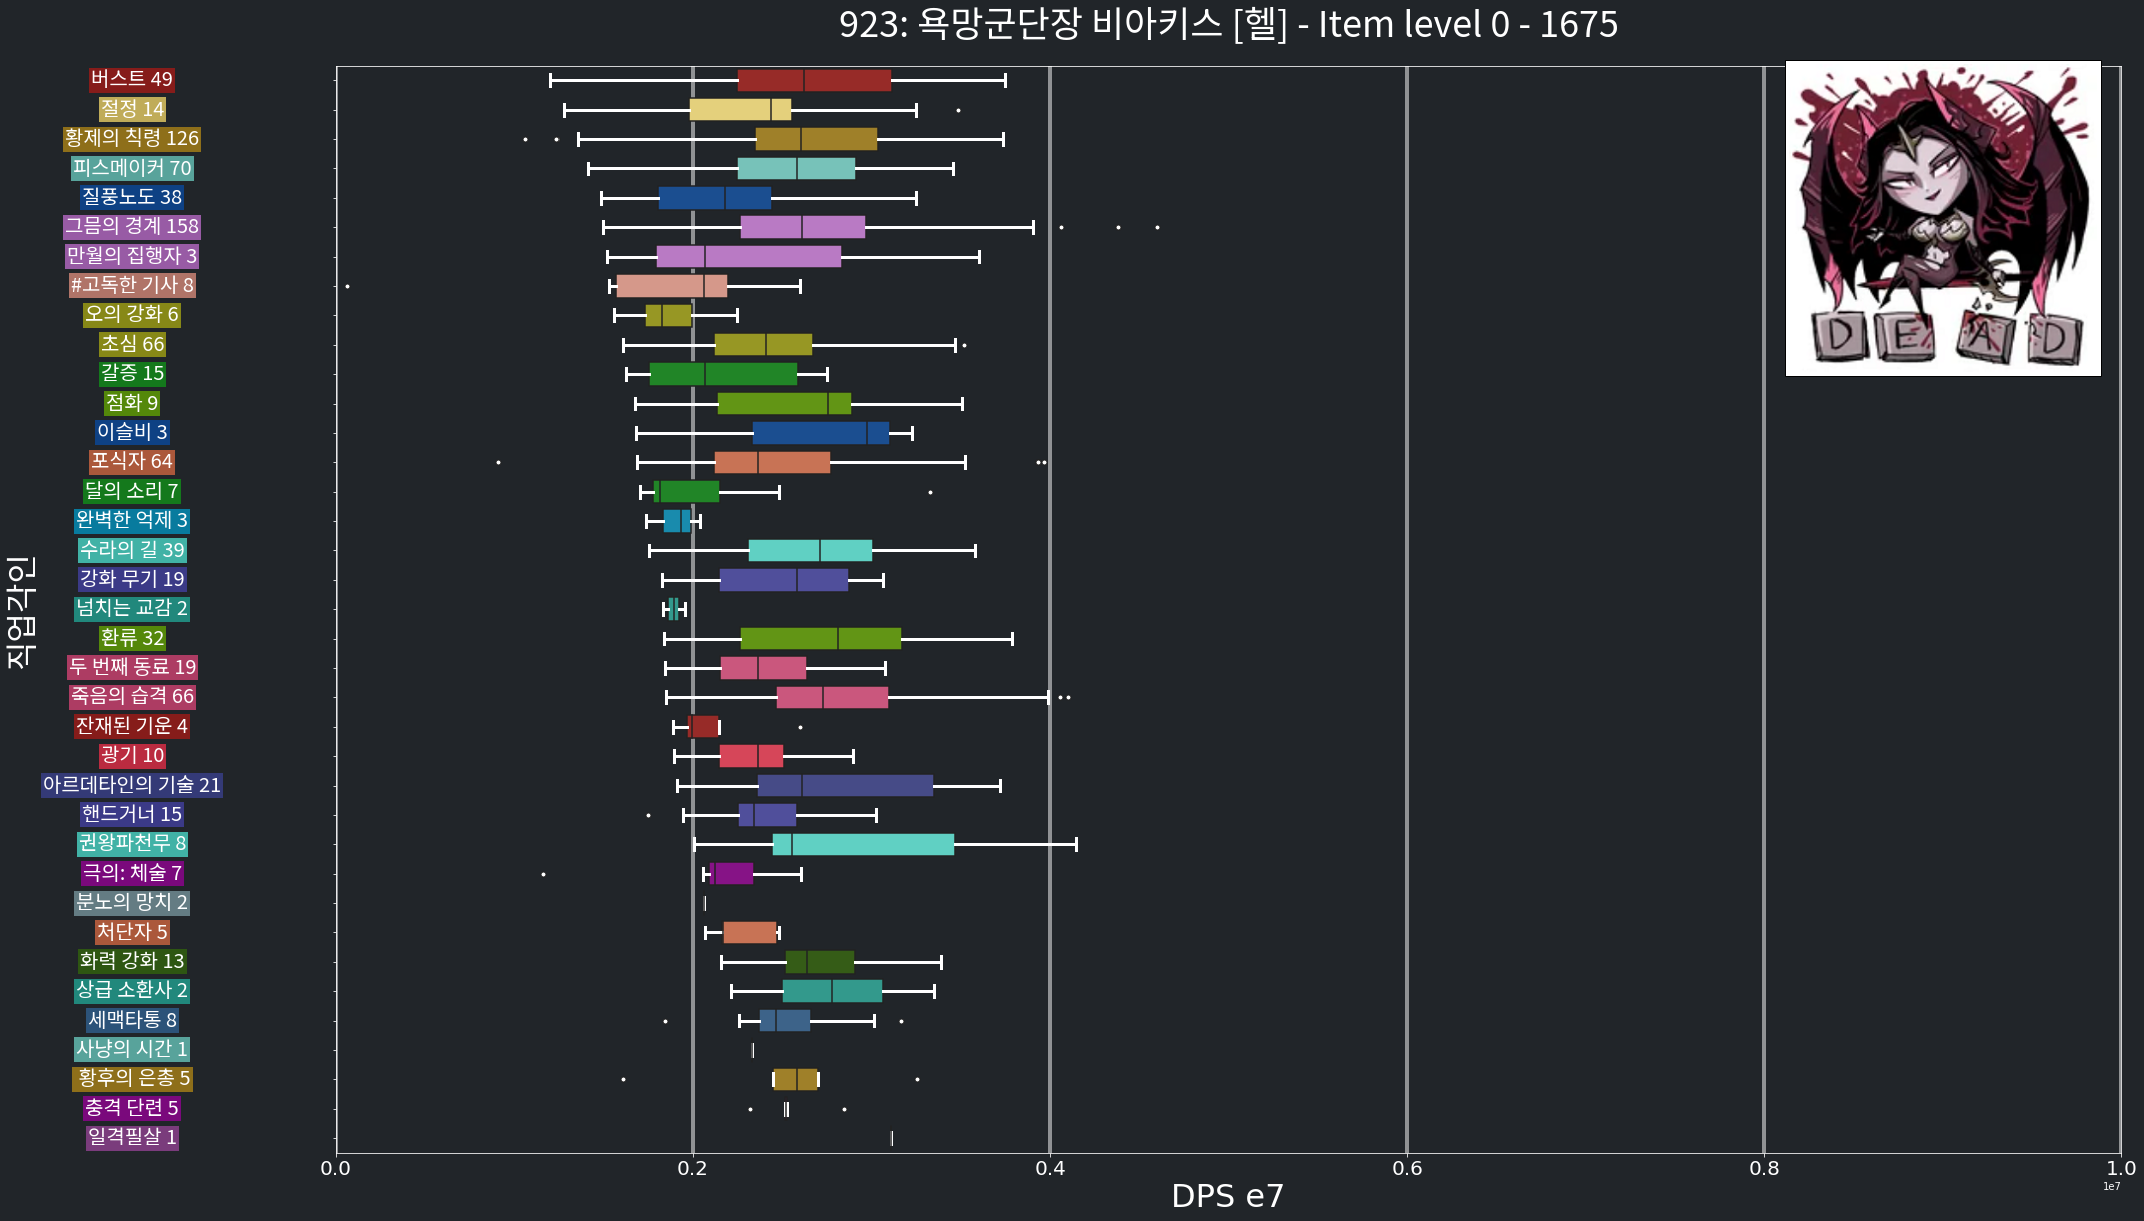 923: 욕망군단장 비아키스 [헬] - Item level 0 - 1675
버스트 49
절정 14
황제의 칙령 126
피스메이커 70
질풍노도 38
그믐의 경계 158
만월의 집행자 3
#고독한 기사 8
오의 강화 6
초심 66
갈증 15
점화 9
이슬비 3
포식자 64
달의 소리 7
완벽한 억제 3
수라의 길 39
강화 무기 19
넘치는 교감 2
환류 32
두 번째 동료 19
죽음의 습격 66
잔재된 기운 4
광기 10
아르데타인의 기술 21
핸드거너 15
권왕파천무 8
극의: 체술 7
분노의 망치 2
처단자 5
화력 강화 13
상급 소환사 2
세맥타통 8
사냥의 시간 1
황후의 은총 5
충격 단련 5
일격필살 1
직업각인
0.0 0.2 0.4 0.6 0.8 1.0
1e7
DPS e7
D E A D